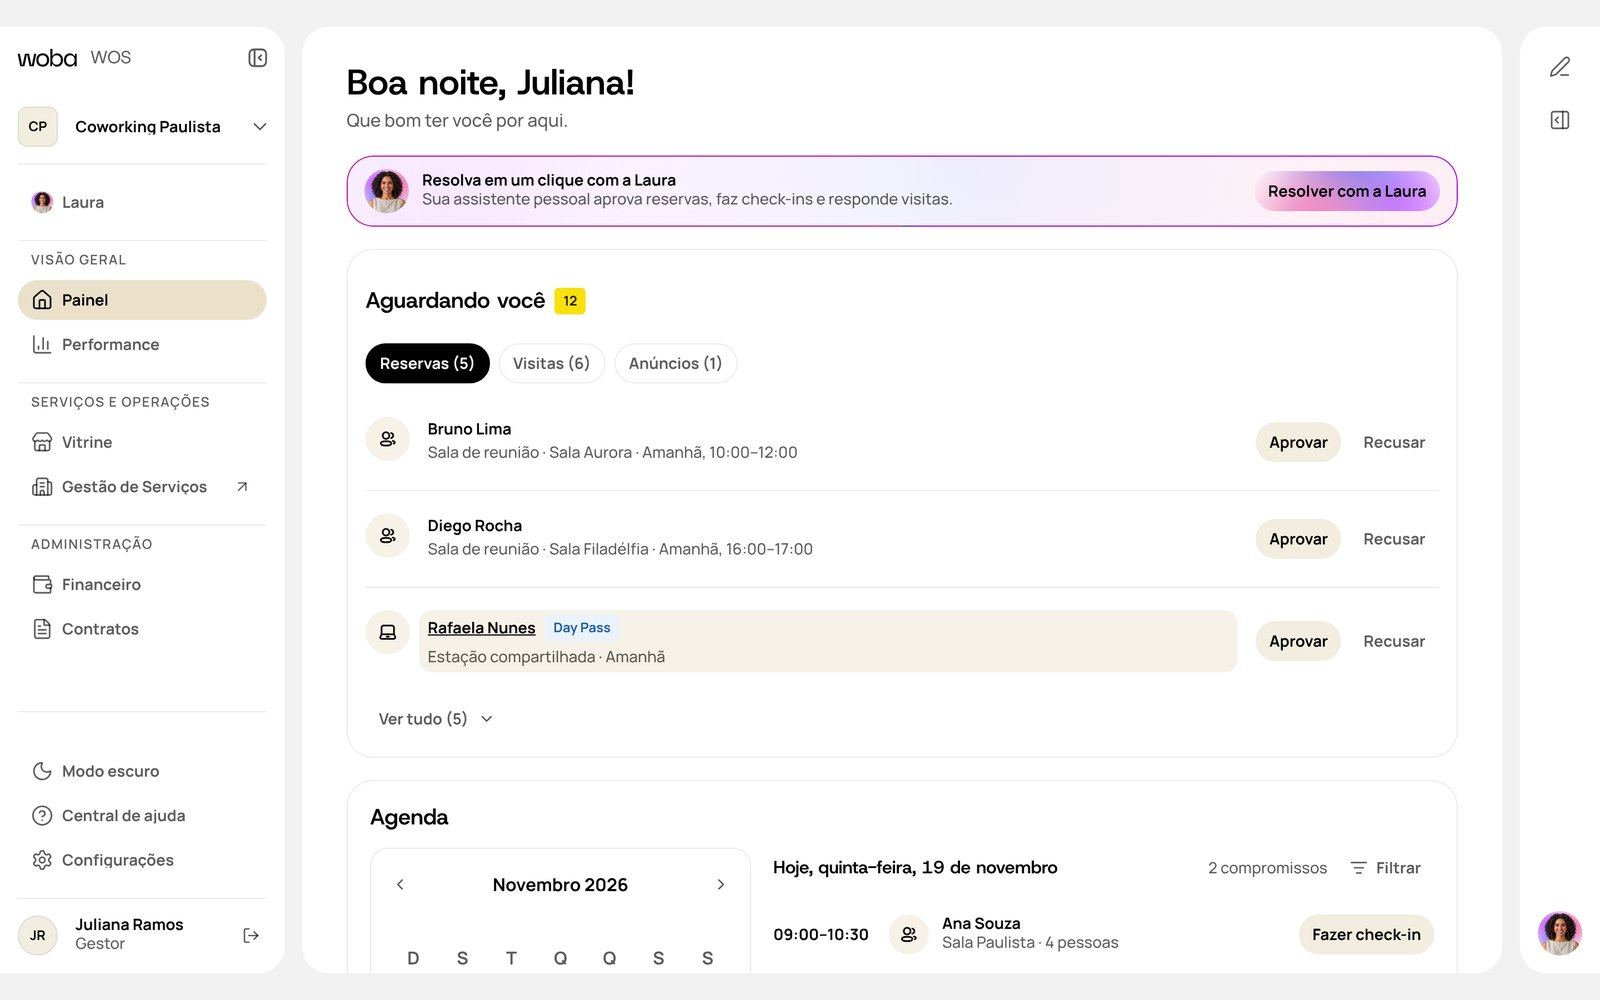 woba WOS
CP
Coworking Paulista
Laura
VISÃO GERAL
Painel
Performance
SERVIÇOS E OPERAÇÕES
Vitrine
Gestão de Serviços
ADMINISTRAÇÃO
Financeiro
Contratos
Modo escuro
Central de ajuda
Configurações
JR
Juliana Ramos
Gestor
Boa noite, Juliana!
Que bom ter você por aqui.
Resolva em um clique com a Laura
Sua assistente pessoal aprova reservas, faz check-ins e responde visitas.
Resolver com a Laura
Aguardando você 12
Reservas (5) Visitas (6) Anúncios (1)
Bruno Lima
Sala de reunião · Sala Aurora · Amanhã, 10:00–12:00
Aprovar Recusar
Diego Rocha
Sala de reunião · Sala Filadélfia · Amanhã, 16:00–17:00
Aprovar Recusar
Rafaela Nunes Day Pass
Estação compartilhada · Amanhã
Aprovar Recusar
Ver tudo (5)
Agenda
Novembro 2026
D S T Q Q S S
Hoje, quinta-feira, 19 de novembro
2 compromissos Filtrar
09:00–10:30
Ana Souza
Sala Paulista · 4 pessoas
Fazer check-in